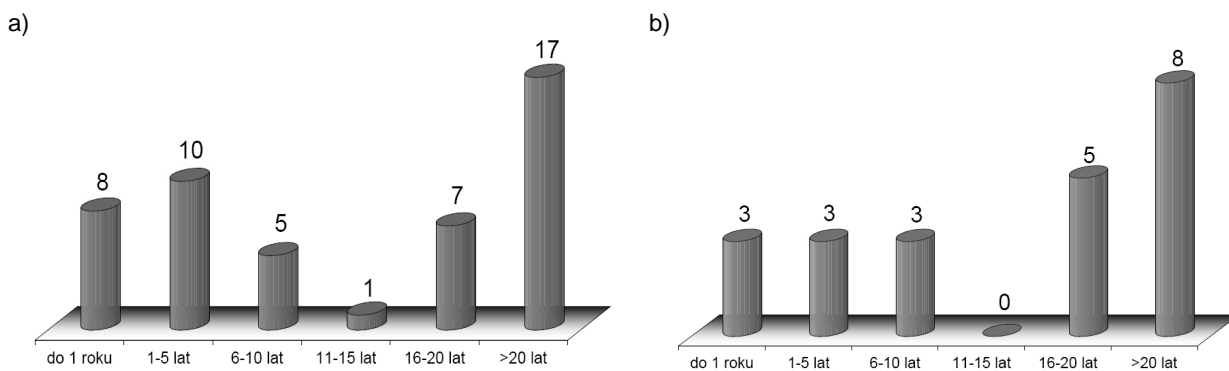 a)
8 10 5 1 7 17
do 1 roku 1-5 lat 6-10 lat 11-15 lat 16-20 lat >20 lat
b)
3 3 3 0 5 8
do 1 roku 1-5 lat 6-10 lat 11-15 lat 16-20 lat >20 lat